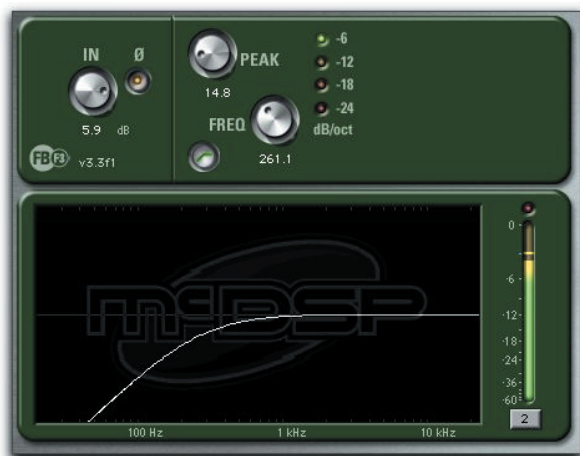 IN Ø
5.9 dB
FB F3 v3.3f1
PEAK
14.8
FREQ
261.1
-6
-12
-18
-24
dB/oct
McDSP
100 Hz 1 kHz 10 kHz
0
-6
-12
-18
-24
-36
-60
2